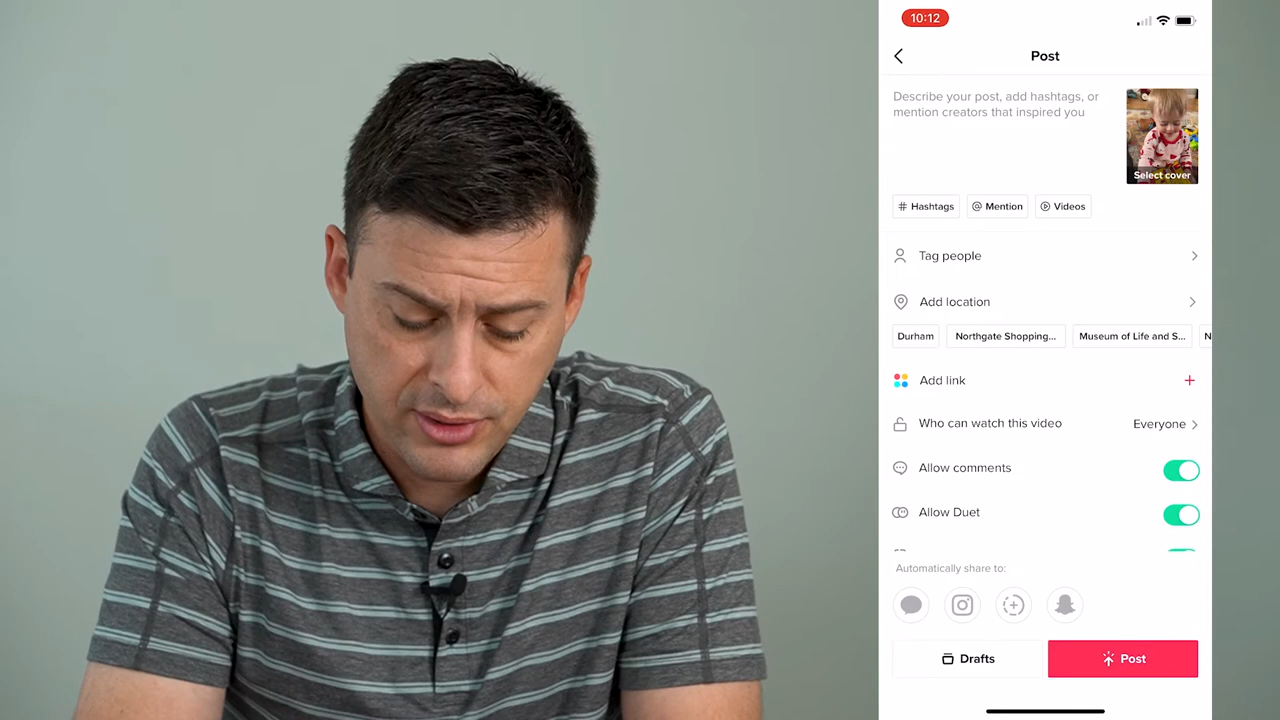 10:12
Post
Describe your post, add hashtags, or
mention creators that inspired you
Select cover
# Hashtags
@ Mention
Videos
Tag people
Add location
Durham
Northgate Shopping...
Museum of Life and S...
N
Add link
Who can watch this video
Everyone
Allow comments
Allow Duet
Automatically share to:
Drafts
Post